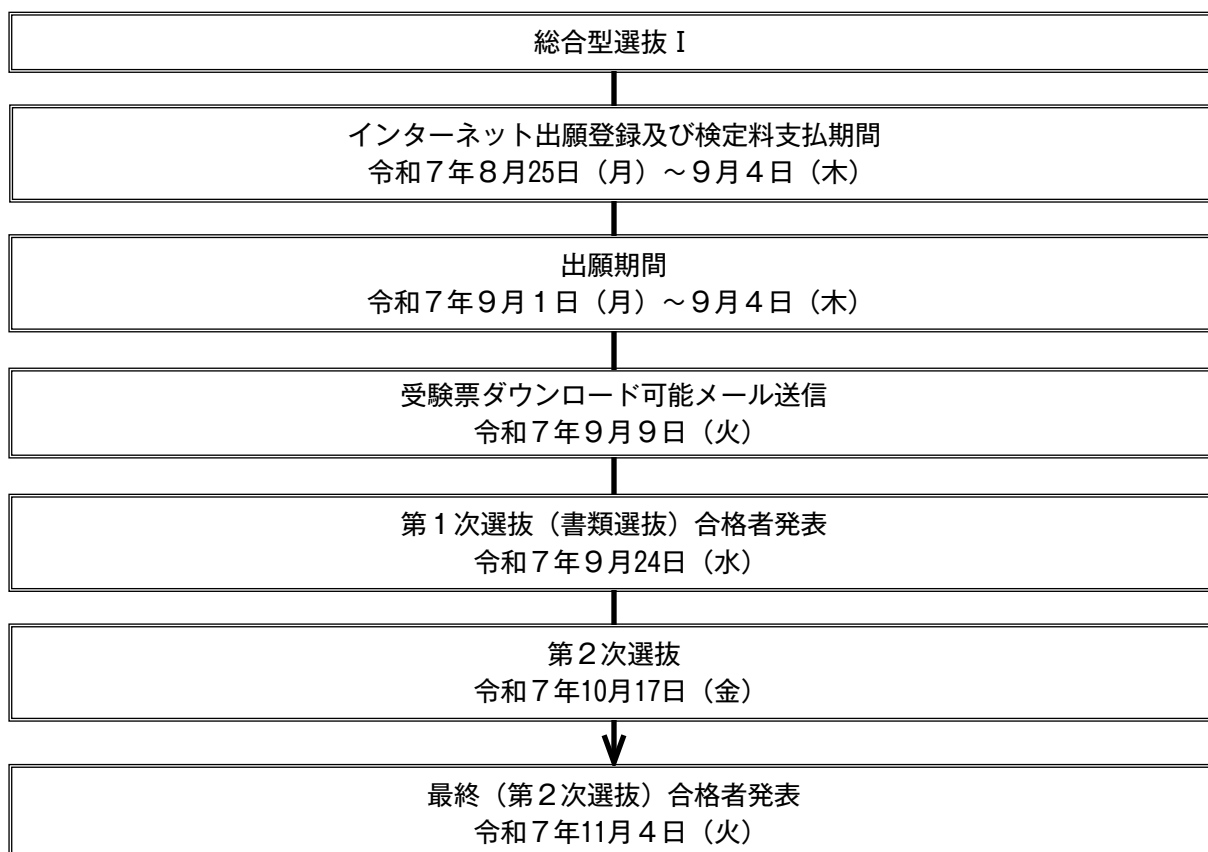 総合型選抜Ⅰ
インターネット出願登録及び検定料支払期間
令和７年８月25日（月）～９月４日（木）
出願期間
令和７年９月１日（月）～９月４日（木）
受験票ダウンロード可能メール送信
令和７年９月９日（火）
第１次選抜（書類選抜）合格者発表
令和７年９月24日（水）
第２次選抜
令和７年10月17日（金）
最終（第２次選抜）合格者発表
令和７年11月４日（火）